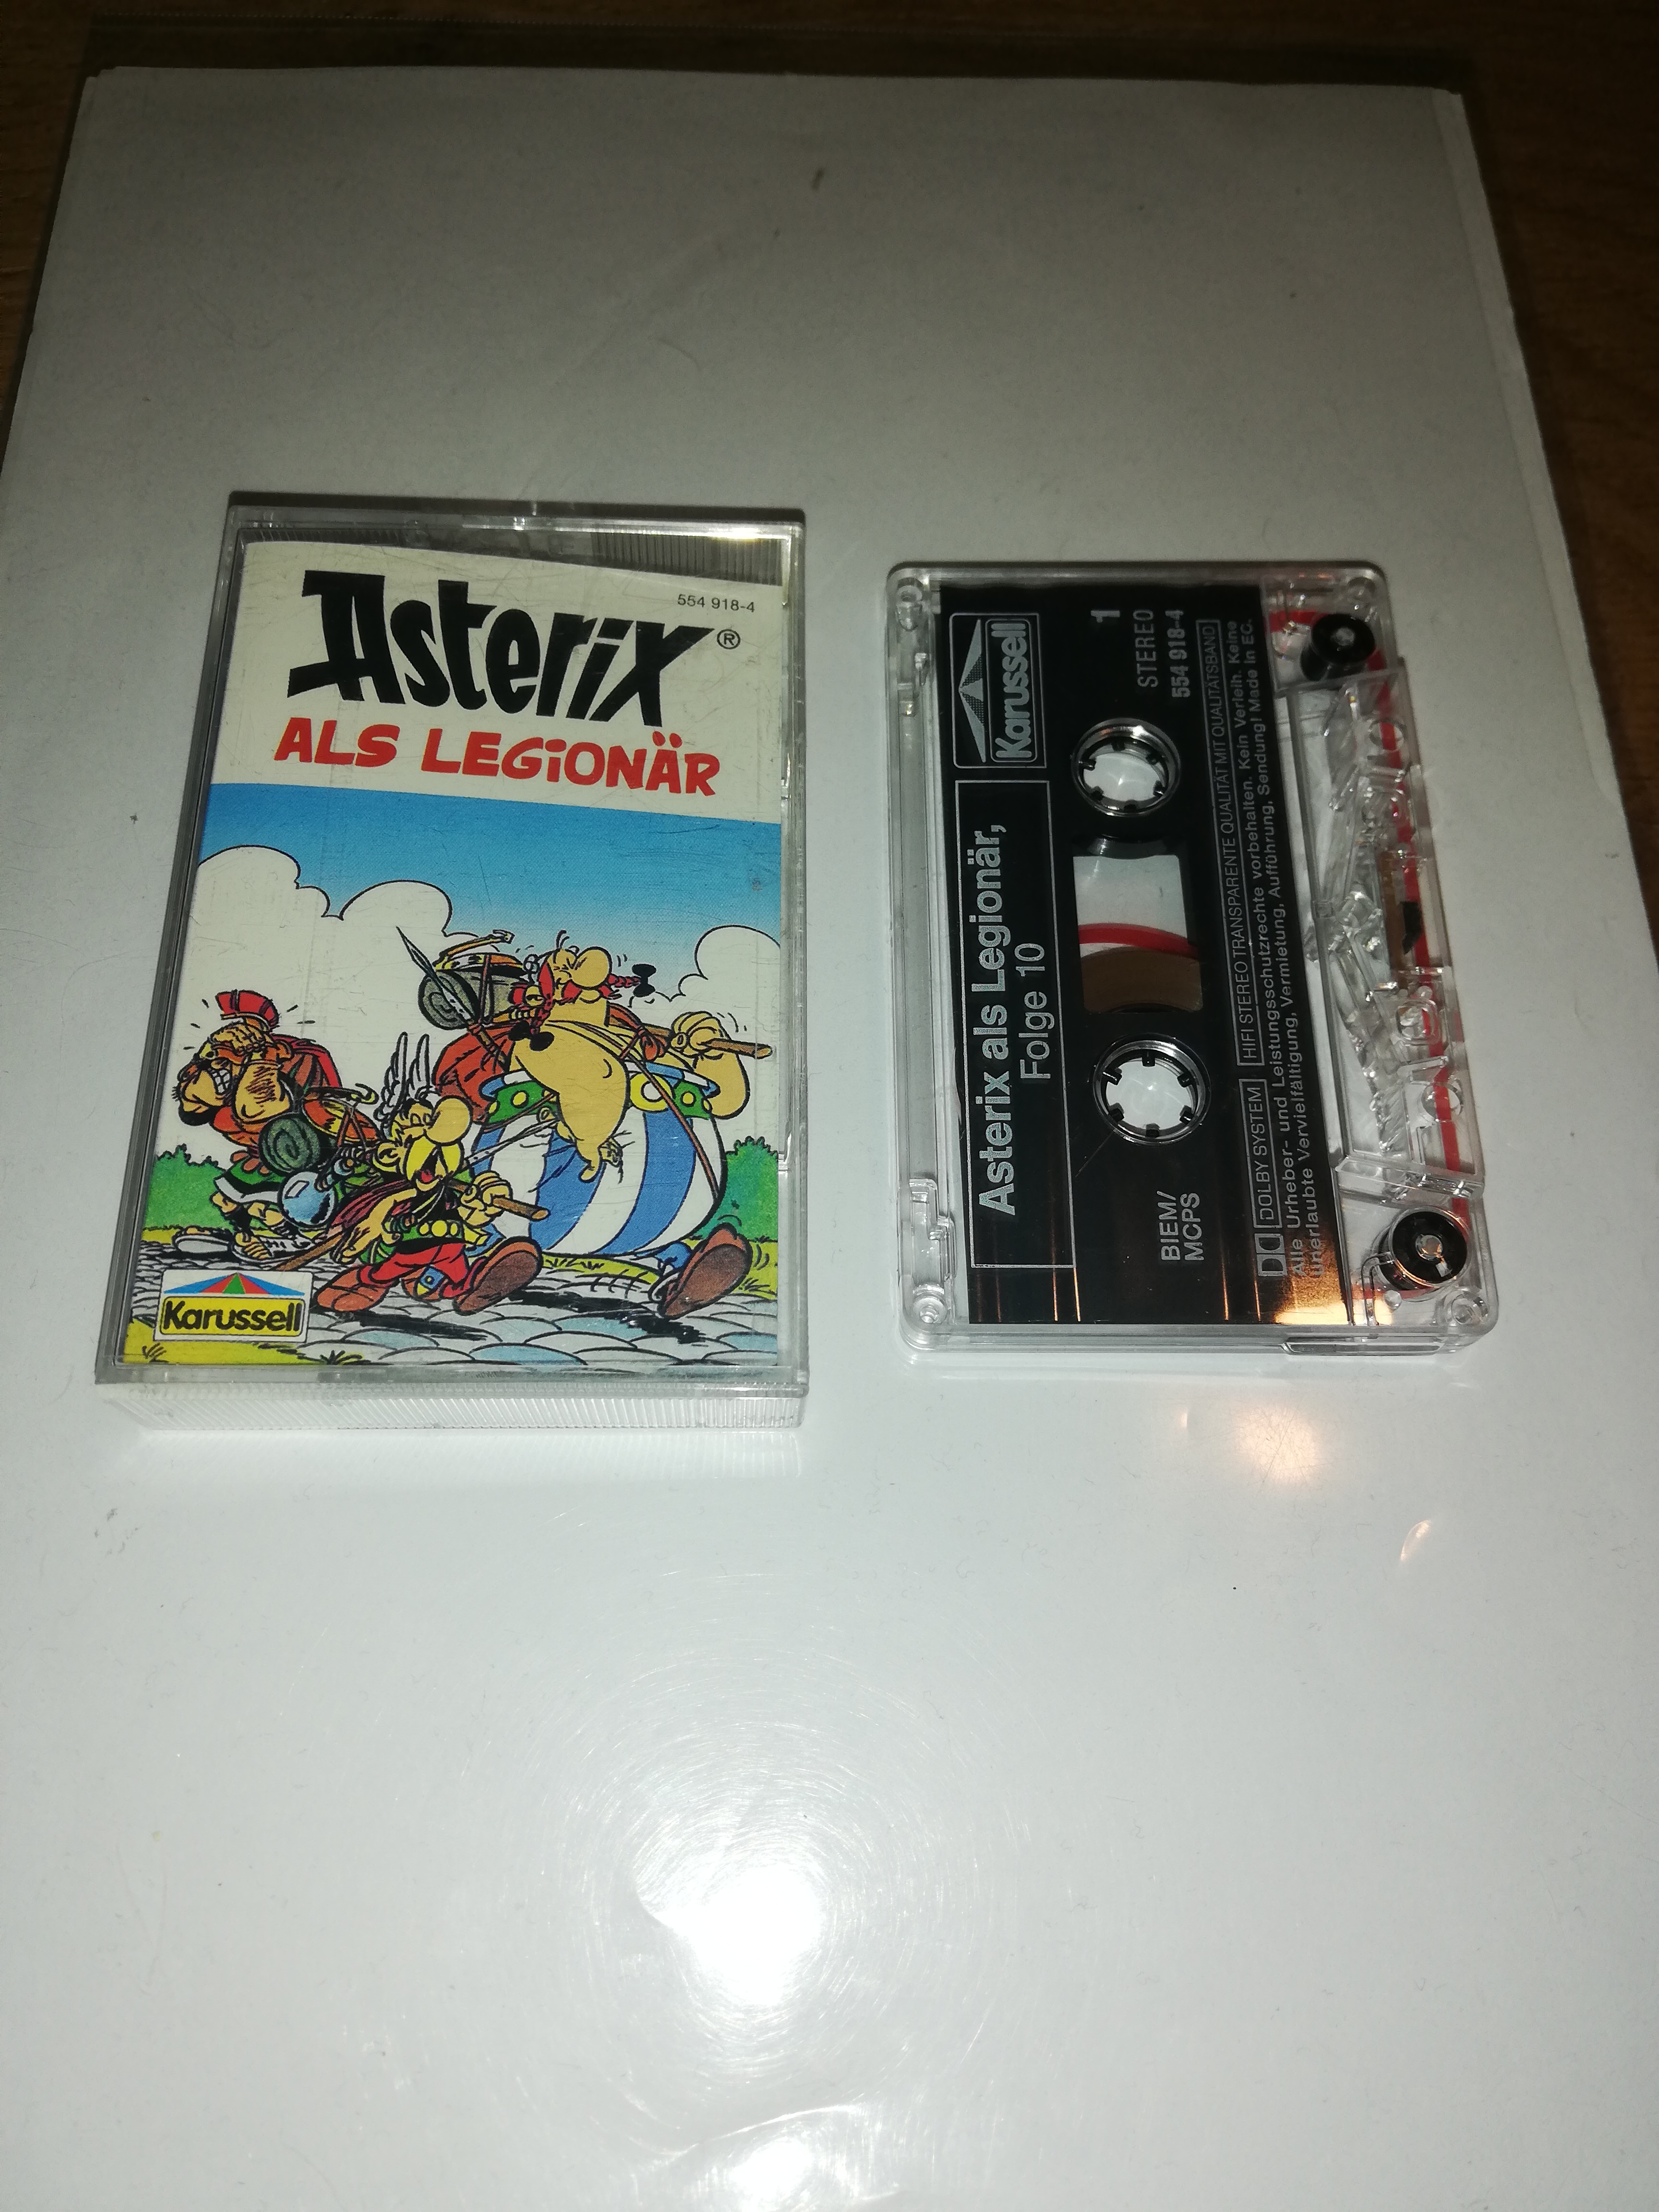 Asterix®
554 918-4
ALS LEGIONÄR
Karussell
Karussell
Asterix als Legionär,
Folge 10
1
STEREO
554 918-4
BIEM/
MCPS
DOLBY SYSTEM HIFI STEREO TRANSPARENTE QUALITÄT MIT QUALITÄTSBAND
Alle Urheber- und Leistungsschutzrechte vorbehalten. Kein Verleih. Keine
unerlaubte Vervielfältigung, Vermietung, Aufführung, Sendung! Made in EC.